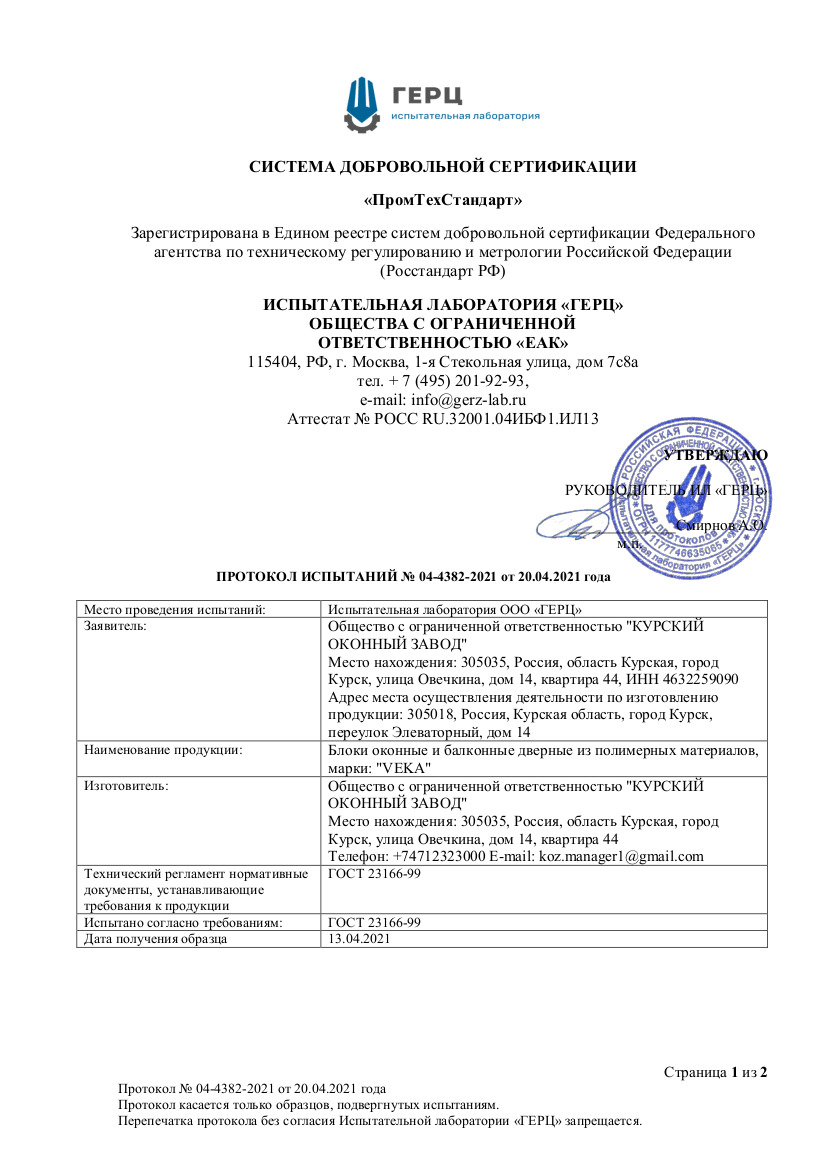 ГЕРЦ
испытательная лаборатория
СИСТЕМА ДОБРОВОЛЬНОЙ СЕРТИФИКАЦИИ
«ПромТехСтандарт»
Зарегистрирована в Едином реестре систем добровольной сертификации Федерального
агентства по техническому регулированию и метрологии Российской Федерации
(Росстандарт РФ)
ИСПЫТАТЕЛЬНАЯ ЛАБОРАТОРИЯ «ГЕРЦ»
ОБЩЕСТВА С ОГРАНИЧЕННОЙ
ОТВЕТСТВЕННОСТЬЮ «ЕАК»
115404, РФ, г. Москва, 1-я Стекольная улица, дом 7с8а
тел. + 7 (495) 201-92-93,
e-mail: info@gerz-lab.ru
Аттестат № РОСС RU.32001.04ИБФ1.ИЛ13
УТВЕРЖДАЮ
РУКОВОДИТЕЛЬ ИЛ «ГЕРЦ»
Смирнов А.О.
м.п.
РОССИЙСКАЯ ФЕДЕРАЦИЯ * г. МОСКВА *
Испытательная лаборатория «ГЕРЦ»
ОГРН 1177746635065
для протоколов
ПРОТОКОЛ ИСПЫТАНИЙ № 04-4382-2021 от 20.04.2021 года
Место проведения испытаний:
Испытательная лаборатория ООО «ГЕРЦ»
Заявитель:
Общество с ограниченной ответственностью "КУРСКИЙ
ОКОННЫЙ ЗАВОД"
Место нахождения: 305035, Россия, область Курская, город
Курск, улица Овечкина, дом 14, квартира 44, ИНН 4632259090
Адрес места осуществления деятельности по изготовлению
продукции: 305018, Россия, Курская область, город Курск,
переулок Элеваторный, дом 14
Наименование продукции:
Блоки оконные и балконные дверные из полимерных материалов,
марки: "VEKA"
Изготовитель:
Общество с ограниченной ответственностью "КУРСКИЙ
ОКОННЫЙ ЗАВОД"
Место нахождения: 305035, Россия, область Курская, город
Курск, улица Овечкина, дом 14, квартира 44
Телефон: +74712323000 E-mail: koz.manager1@gmail.com
Технический регламент нормативные
документы, устанавливающие
требования к продукции
ГОСТ 23166-99
Испытано согласно требованиям:
ГОСТ 23166-99
Дата получения образца
13.04.2021
Страница 1 из 2
Протокол № 04-4382-2021 от 20.04.2021 года
Протокол касается только образцов, подвергнутых испытаниям.
Перепечатка протокола без согласия Испытательной лаборатории «ГЕРЦ» запрещается.